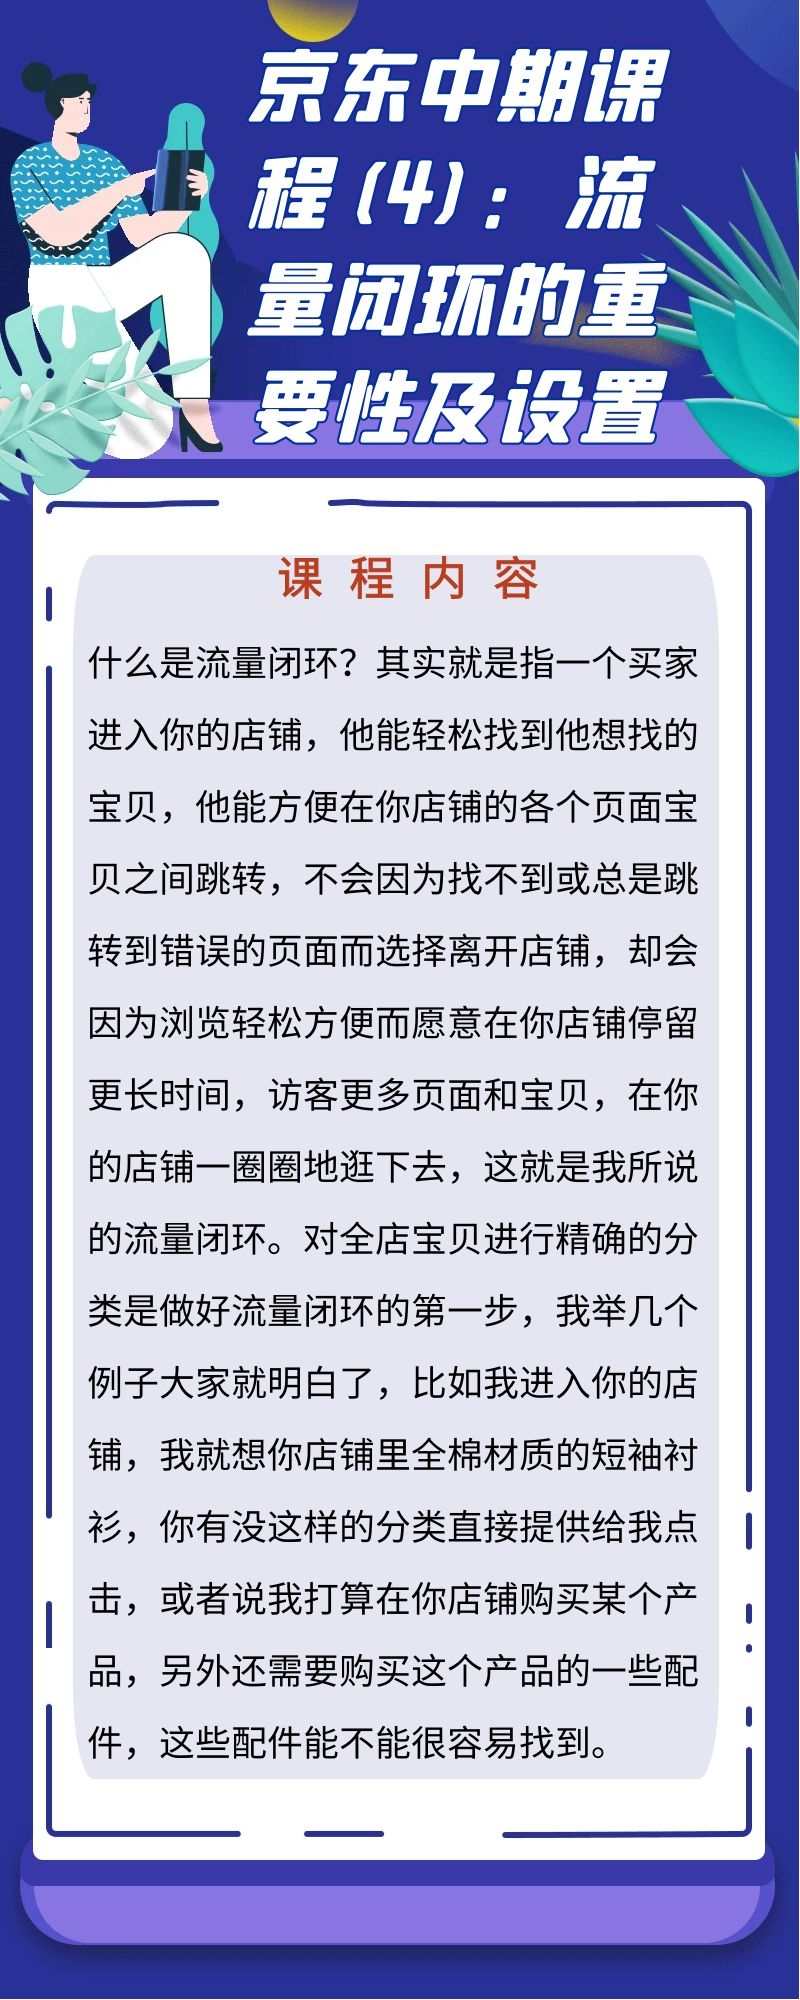 京东中期课
程(4)：流
量闭环的重
要性及设置
课程内容
什么是流量闭环？其实就是指一个买家
进入你的店铺，他能轻松找到他想找的
宝贝，他能方便在你店铺的各个页面宝
贝之间跳转，不会因为找不到或总是跳
转到错误的页面而选择离开店铺，却会
因为浏览轻松方便而愿意在你店铺停留
更长时间，访客更多页面和宝贝，在你
的店铺一圈圈地逛下去，这就是我所说
的流量闭环。对全店宝贝进行精确的分
类是做好流量闭环的第一步，我举几个
例子大家就明白了，比如我进入你的店
铺，我就想你店铺里全棉材质的短袖衬
衫，你有没这样的分类直接提供给我点
击，或者说我打算在你店铺购买某个产
品，另外还需要购买这个产品的一些配
件，这些配件能不能很容易找到。